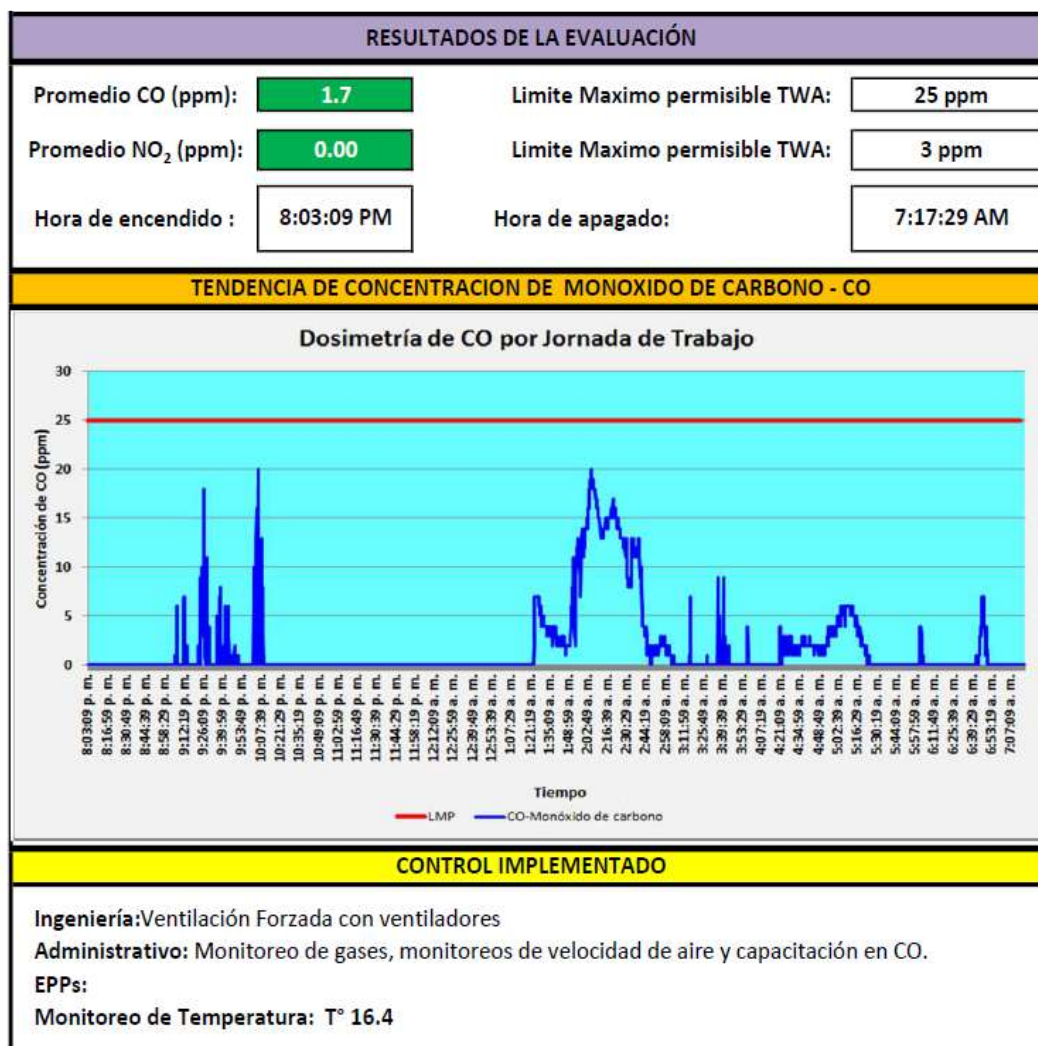 RESULTADOS DE LA EVALUACIÓN
Promedio CO (ppm): 1.7 Limite Maximo permisible TWA: 25 ppm
Promedio NO2 (ppm): 0.00 Limite Maximo permisible TWA: 3 ppm
Hora de encendido : 8:03:09 PM Hora de apagado: 7:17:29 AM
TENDENCIA DE CONCENTRACION DE MONOXIDO DE CARBONO - CO
Dosimetría de CO por Jornada de Trabajo
Concentración de CO (ppm)
30
25
20
15
10
5
0
8:03:09 p. m.
8:16:59 p. m.
8:30:49 p. m.
8:44:39 p. m.
8:58:29 p. m.
9:12:19 p. m.
9:26:09 p. m.
9:39:59 p. m.
9:53:49 p. m.
10:07:39 p. m.
10:21:29 p. m.
10:35:19 p. m.
10:49:09 p. m.
11:02:59 p. m.
11:16:49 p. m.
11:30:39 p. m.
11:44:29 p. m.
11:58:19 p. m.
12:12:09 a. m.
12:25:59 a. m.
12:39:49 a. m.
12:53:39 a. m.
1:07:29 a. m.
1:21:19 a. m.
1:35:09 a. m.
1:48:59 a. m.
2:02:49 a. m.
2:16:39 a. m.
2:30:29 a. m.
2:44:19 a. m.
2:58:09 a. m.
3:11:59 a. m.
3:25:49 a. m.
3:39:39 a. m.
3:53:29 a. m.
4:07:19 a. m.
4:21:09 a. m.
4:34:59 a. m.
4:48:49 a. m.
5:02:39 a. m.
5:16:29 a. m.
5:30:19 a. m.
5:44:09 a. m.
5:57:59 a. m.
6:11:49 a. m.
6:25:39 a. m.
6:39:29 a. m.
6:53:19 a. m.
7:07:09 a. m.
Tiempo
LMP CO-Monóxido de carbono
CONTROL IMPLEMENTADO
Ingeniería:Ventilación Forzada con ventiladores
Administrativo: Monitoreo de gases, monitoreos de velocidad de aire y capacitación en CO.
EPPs:
Monitoreo de Temperatura: T° 16.4